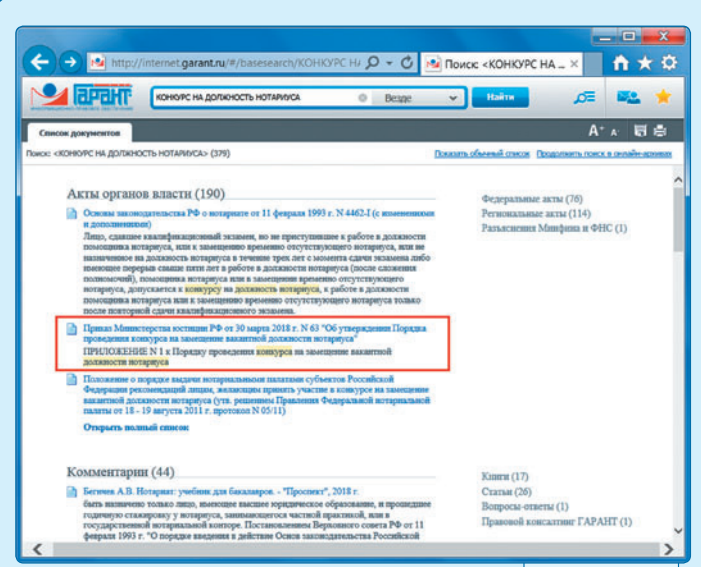 http://internet.garant.ru/#/basesearch/КОНКУРС НА
Поиск: «КОНКУРС НА ...
ГАРАНТ
КОНКУРС НА ДОЛЖНОСТЬ НОТАРИУСА
Везде
Найти
Список документов
A+ A-
Поиск: «КОНКУРС НА ДОЛЖНОСТЬ НОТАРИУСА» (379)
Показать обычный список Продолжить поиск в онлайн-архивах
Акты органов власти (190)
Основы законодательства РФ о нотариате от 11 февраля 1993 г. N 4462-I (с изменениями
и дополнениями)
Лицо, сдавшее квалификационный экзамен, но не приступившее к работе в должности
помощника нотариуса, или к замещению временно отсутствующего нотариуса, или не
назначенное на должность нотариуса в течение трех лет с момента сдачи экзамена либо
имеющее перерыв свыше пяти лет в работе в должности нотариуса (после сложения
полномочий), помощника нотариуса или в замещении временно отсутствующего
нотариуса, допускается к конкурсу на должность нотариуса, к работе в должности
помощника нотариуса или к замещению временно отсутствующего нотариуса только
после повторной сдачи квалификационного экзамена.
Приказ Министерства юстиции РФ от 30 марта 2018 г. N 63 "Об утверждении Порядка
проведения конкурса на замещение вакантной должности нотариуса"
ПРИЛОЖЕНИЕ N 1 к Порядку проведения конкурса на замещение вакантной
должности нотариуса
Положение о порядке выдачи нотариальными палатами субъектов Российской
Федерации рекомендаций лицам, желающим принять участие в конкурсе на замещение
вакантной должности нотариуса (утв. решением Правления Федеральной нотариальной
палаты от 18 - 19 августа 2011 г. протокол N 05/11)
Открыть полный список
Федеральные акты (76)
Региональные акты (114)
Разъяснения Минфина и ФНС (1)
Комментарии (44)
Бегичев А.В. Нотариат: учебник для бакалавров. - "Проспект", 2018 г.
быть назначено только лицо, имеющее высшее юридическое образование, и прошедшее
годичную стажировку у нотариуса, занимающегося частной практикой, или в
государственной нотариальной конторе. Постановлением Верховного совета РФ от 11
февраля 1993 г. "О порядке введения в действие Основ законодательства Российской
Книги (17)
Статьи (26)
Вопросы-ответы (1)
Правовой консалтинг ГАРАНТ (1)